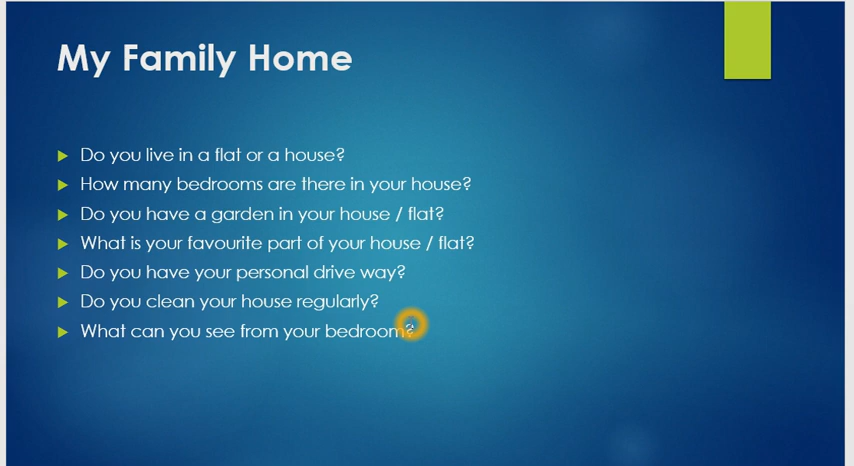 My Family Home
Do you live in a flat or a house?
How many bedrooms are there in your house?
Do you have a garden in your house / flat?
What is your favourite part of your house / flat?
Do you have your personal drive way?
Do you clean your house regularly?
What can you see from your bedroom?